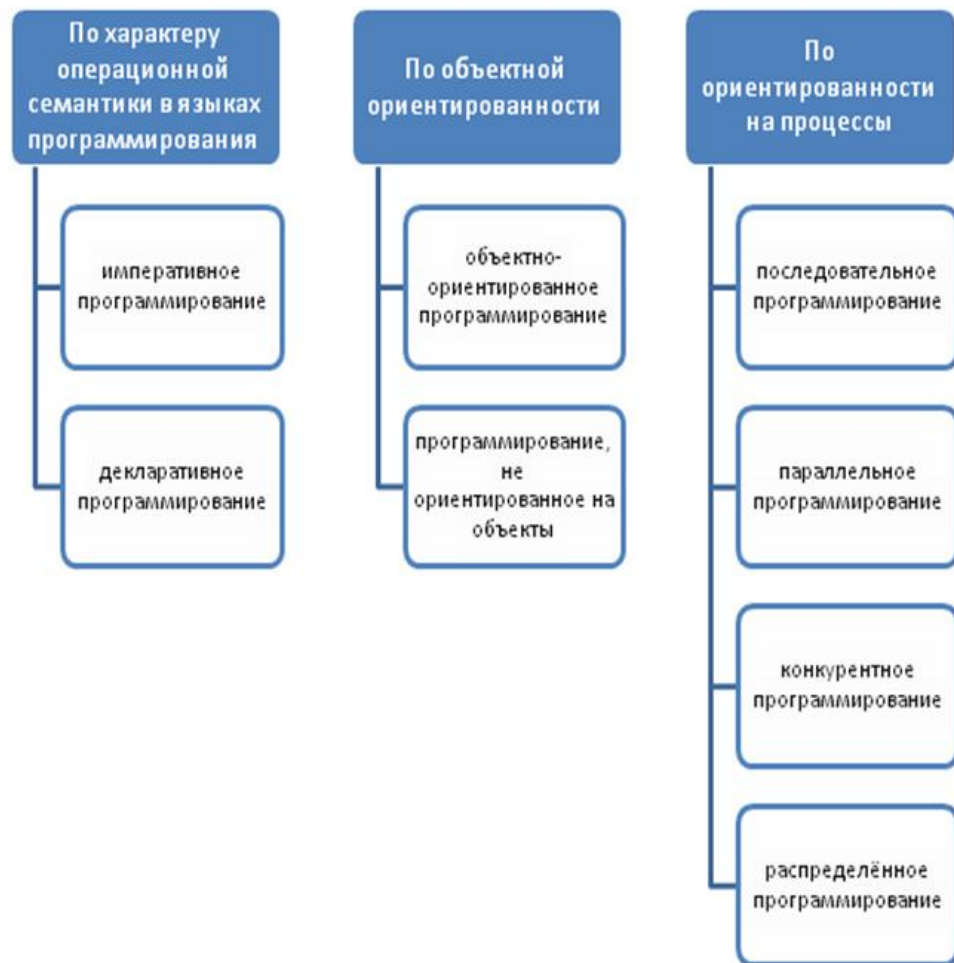 По характеру
операционной
семантики в языках
программирования
императивное
программирование
декларативное
программирование
По объектной
ориентированности
объектно-
ориентированное
программирование
программирование,
не
ориентированное на
объекты
По
ориентированности
на процессы
последовательное
программирование
параллельное
программирование
конкурентное
программирование
распределённое
программирование